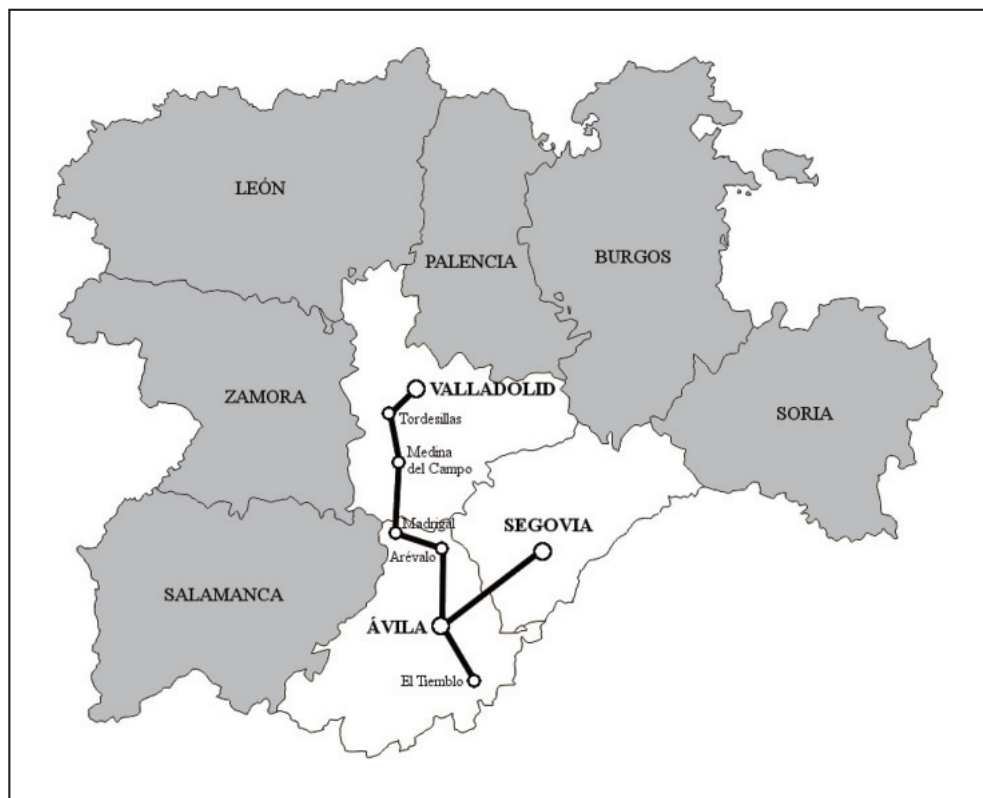 LEÓN
PALENCIA
BURGOS
ZAMORA
VALLADOLID
SORIA
Tordesillas
Medina
del Campo
Madrigal
SEGOVIA
Arévalo
SALAMANCA
ÁVILA
El Tiemblo